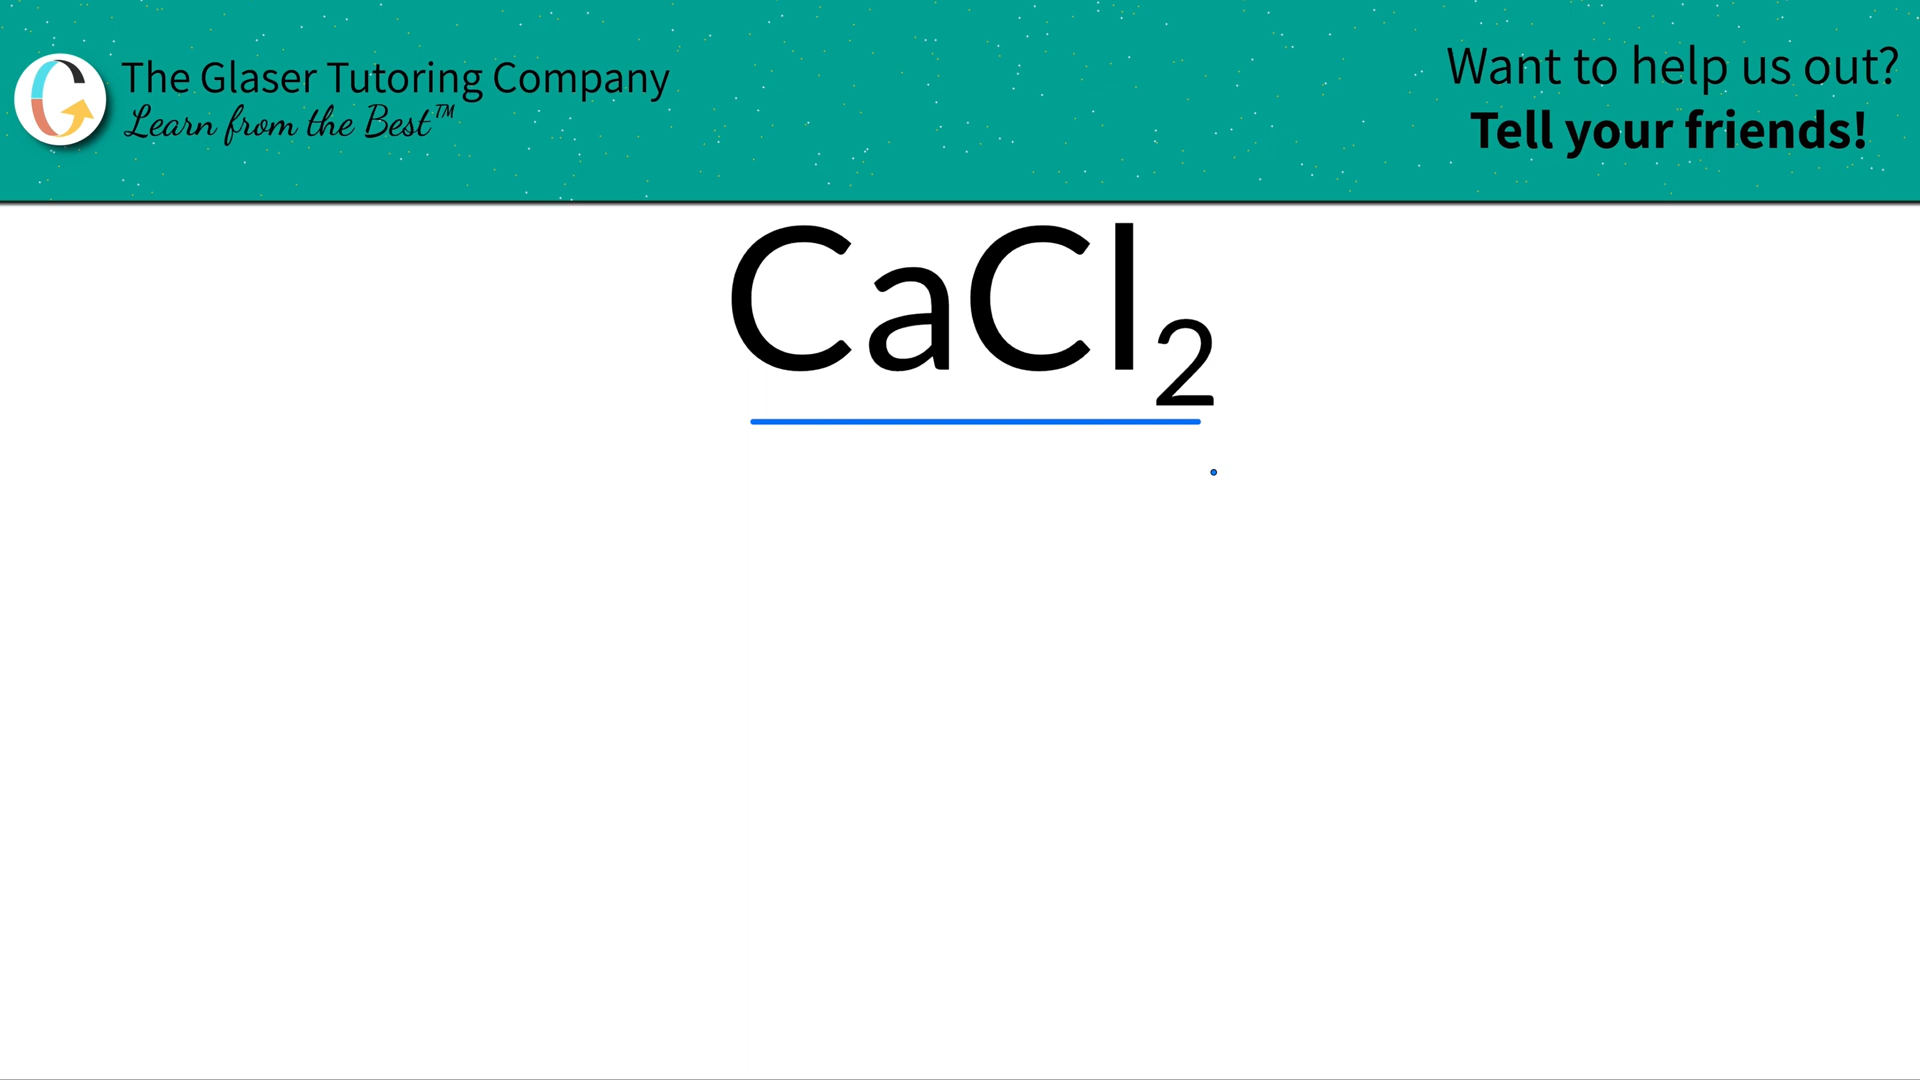 The Glaser Tutoring Company
Learn from the Best™
Want to help us out?
Tell your friends!
CaCl₂